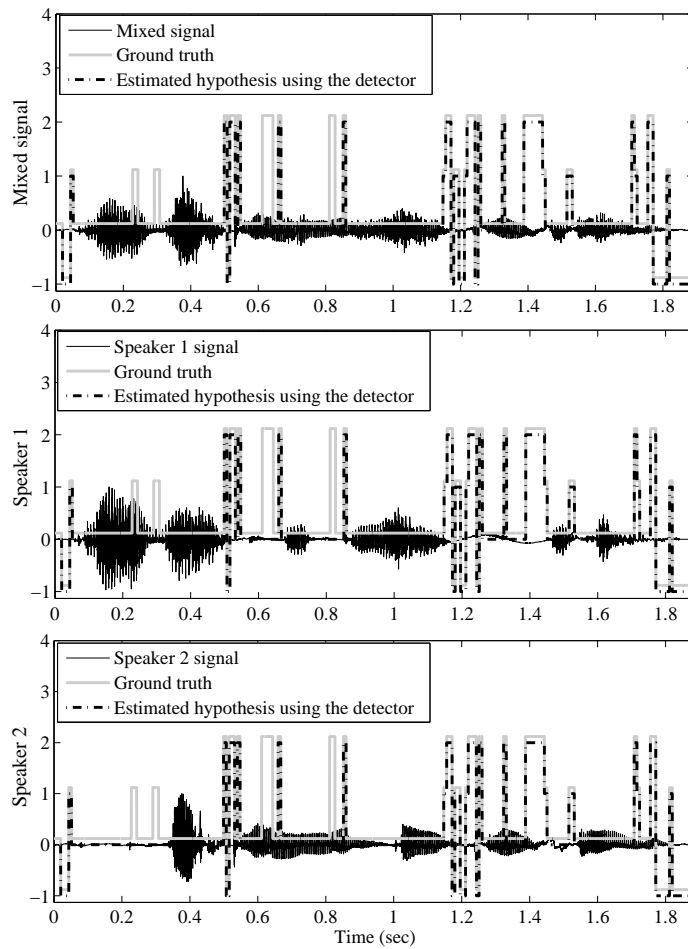 4
Mixed signal
Ground truth
Estimated hypothesis using the detector
3
2
1
0
−1
Mixed signal
0 0.2 0.4 0.6 0.8 1 1.2 1.4 1.6 1.8
4
Speaker 1 signal
Ground truth
Estimated hypothesis using the detector
3
2
1
0
−1
Speaker 1
0 0.2 0.4 0.6 0.8 1 1.2 1.4 1.6 1.8
4
Speaker 2 signal
Ground truth
Estimated hypothesis using the detector
3
2
1
0
−1
Speaker 2
0 0.2 0.4 0.6 0.8 1 1.2 1.4 1.6 1.8
Time (sec)